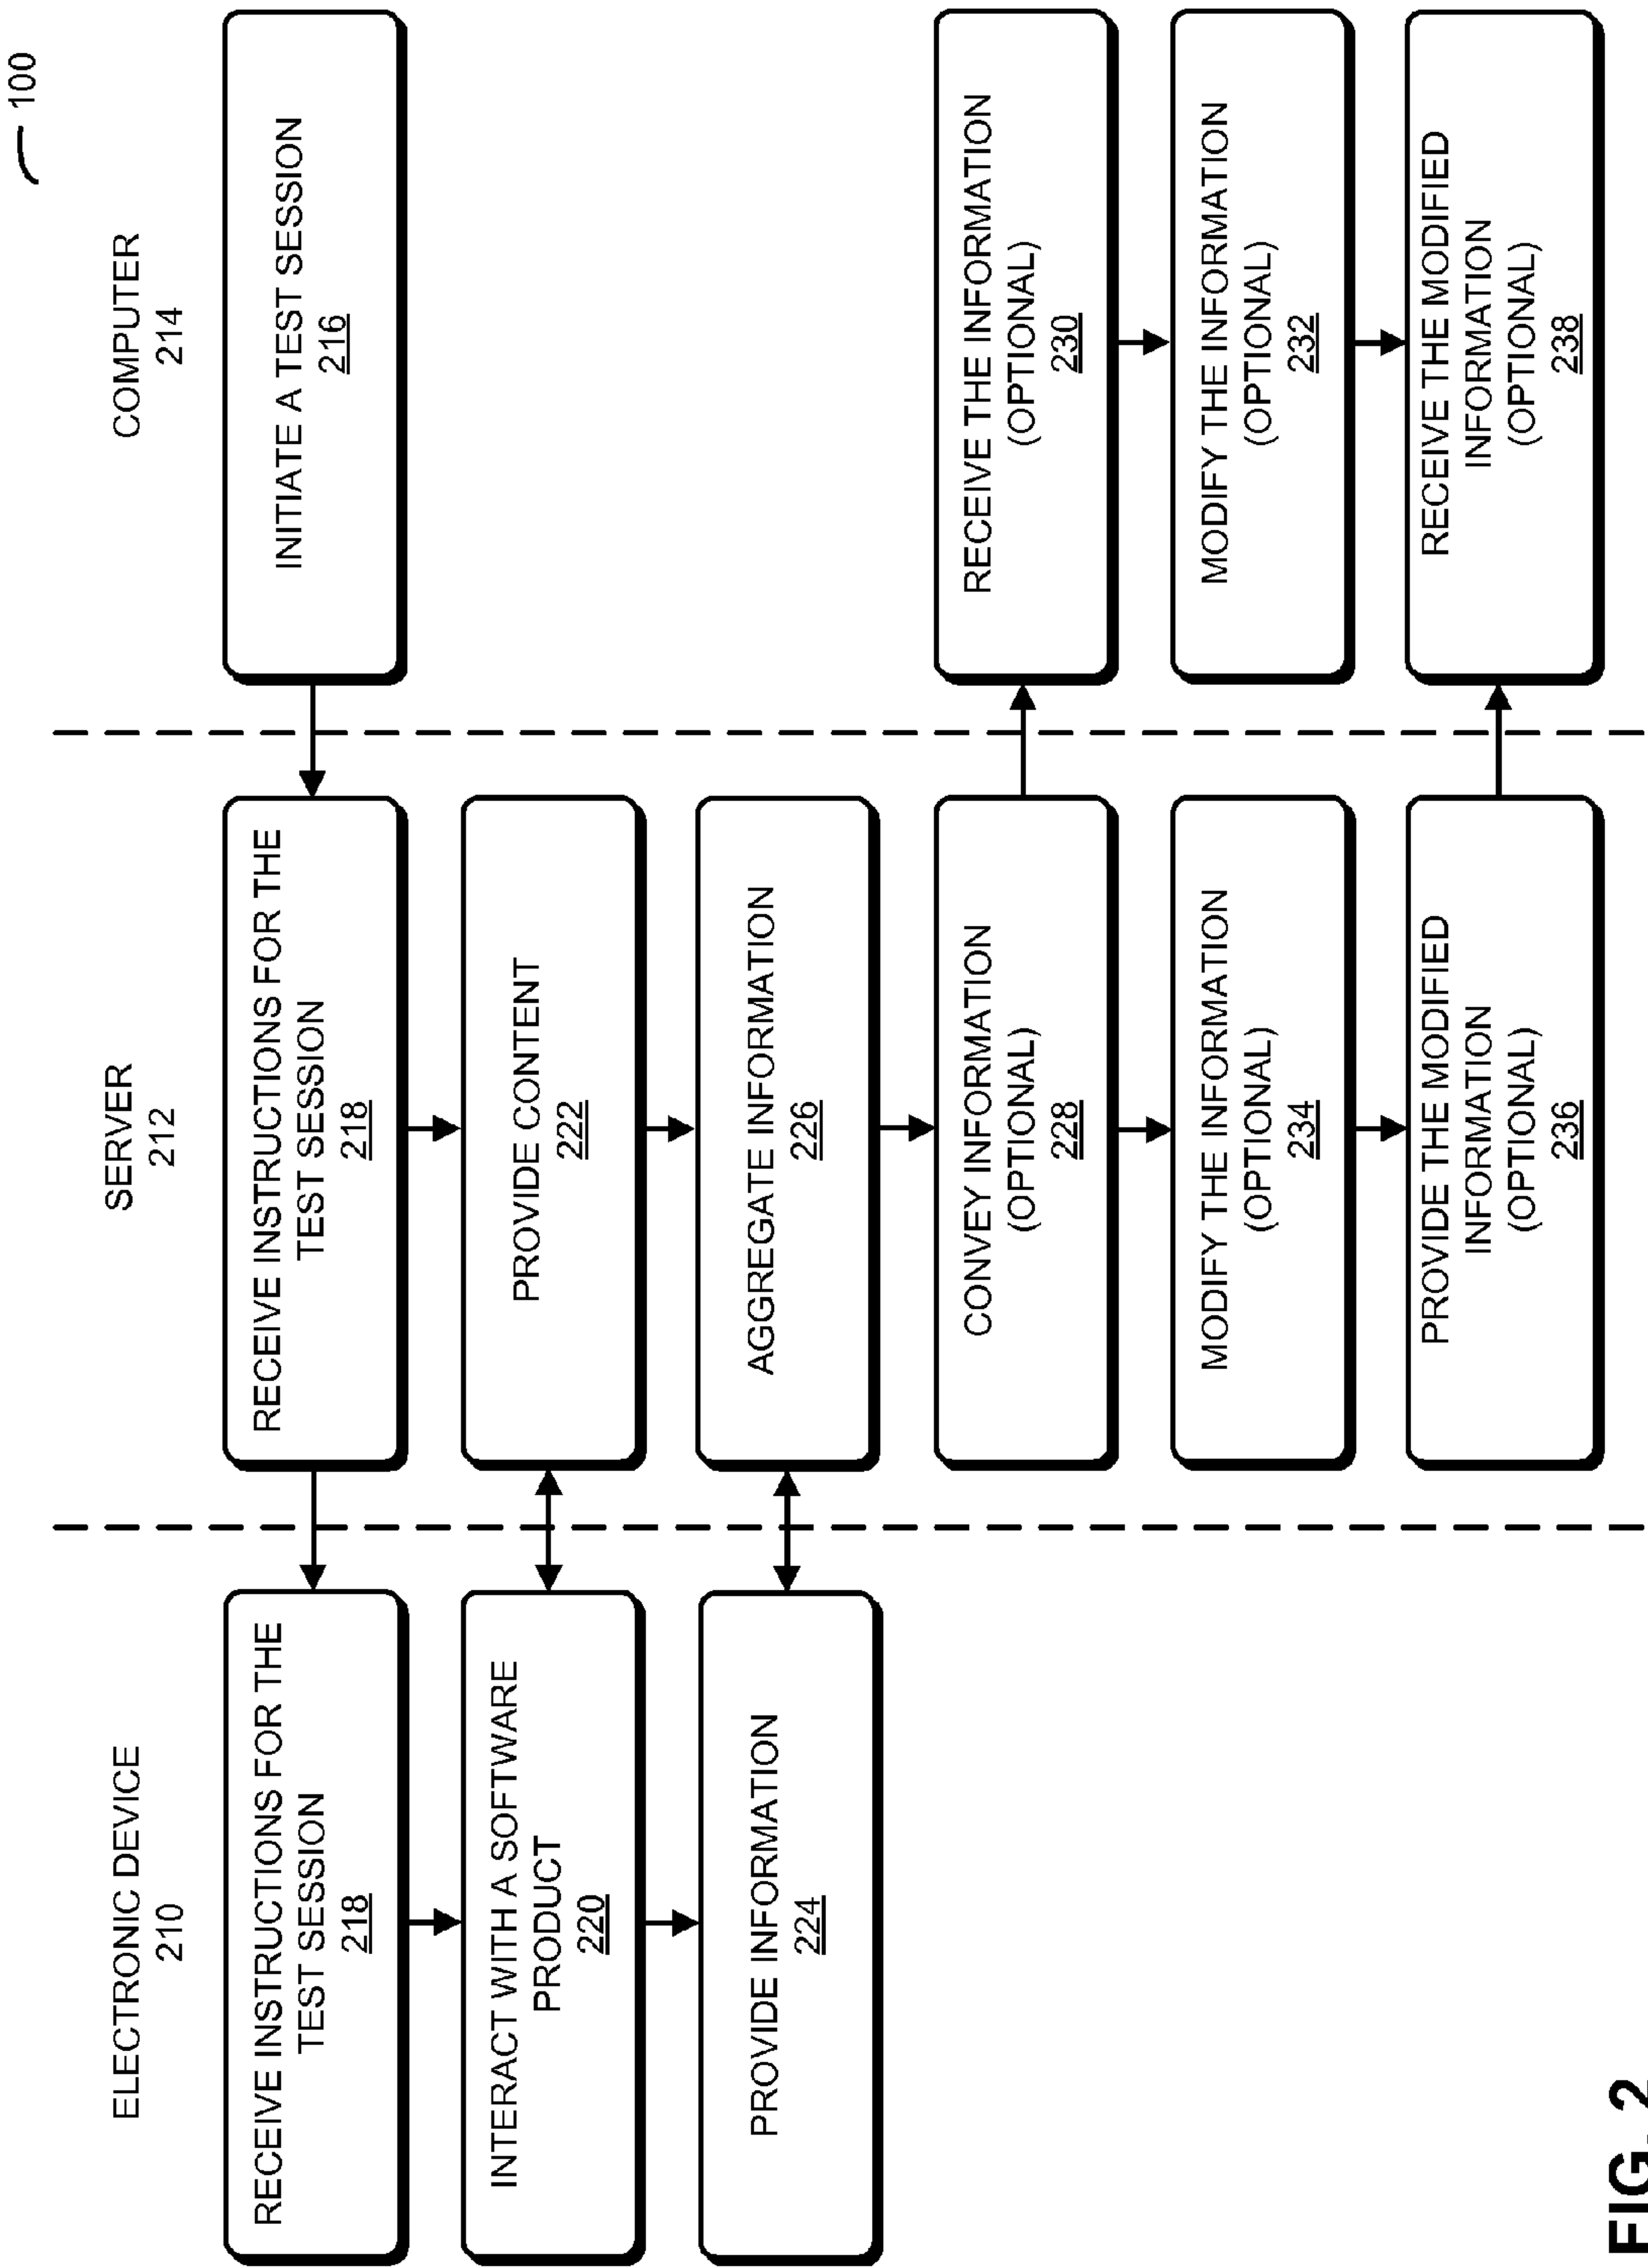 100
ELECTRONIC DEVICE
210
SERVER
212
COMPUTER
214
RECEIVE INSTRUCTIONS FOR THE
TEST SESSION
218
RECEIVE INSTRUCTIONS FOR THE
TEST SESSION
218
INITIATE A TEST SESSION
216
INTERACT WITH A SOFTWARE
PRODUCT
220
PROVIDE CONTENT
222
PROVIDE INFORMATION
224
AGGREGATE INFORMATION
226
CONVEY INFORMATION
(OPTIONAL)
228
RECEIVE THE INFORMATION
(OPTIONAL)
230
MODIFY THE INFORMATION
(OPTIONAL)
234
MODIFY THE INFORMATION
(OPTIONAL)
232
PROVIDE THE MODIFIED
INFORMATION
(OPTIONAL)
236
RECEIVE THE MODIFIED
INFORMATION
(OPTIONAL)
238
FIG. 2